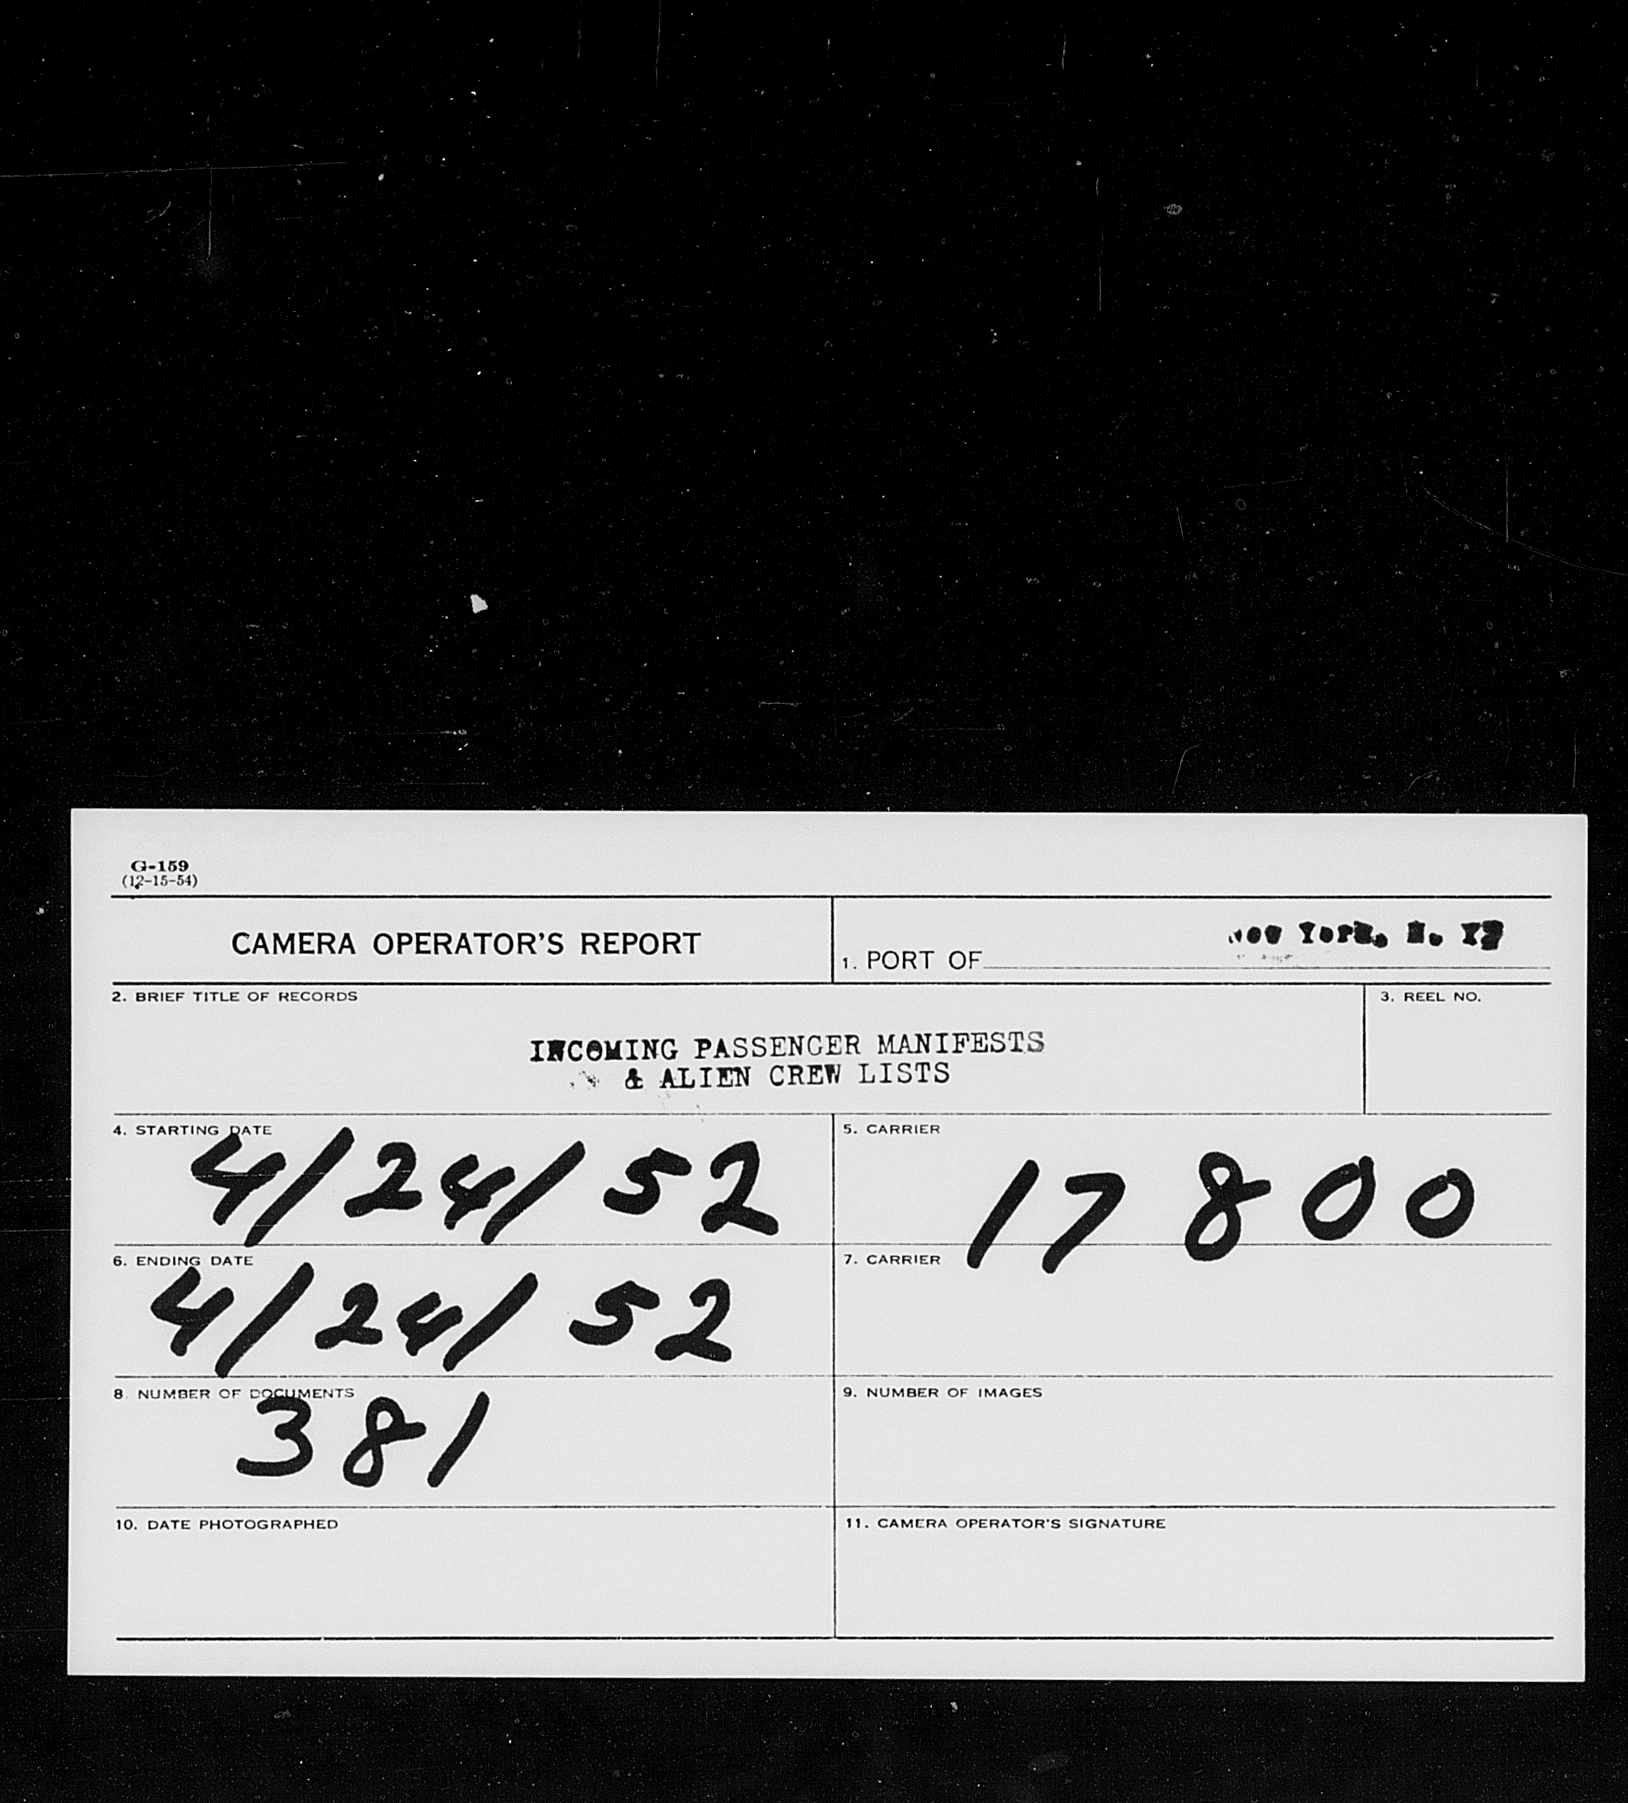 G-159
(12-15-54)
CAMERA OPERATOR'S REPORT
1. PORT OF New York, N. Y.
2. BRIEF TITLE OF RECORDS
3. REEL NO.
INCOMING PASSENGER MANIFESTS
& ALIEN CREW LISTS
4. STARTING DATE
4/24/52
5. CARRIER
17800
6. ENDING DATE
4/24/52
7. CARRIER
8. NUMBER OF DOCUMENTS
381
9. NUMBER OF IMAGES
10. DATE PHOTOGRAPHED
11. CAMERA OPERATOR'S SIGNATURE